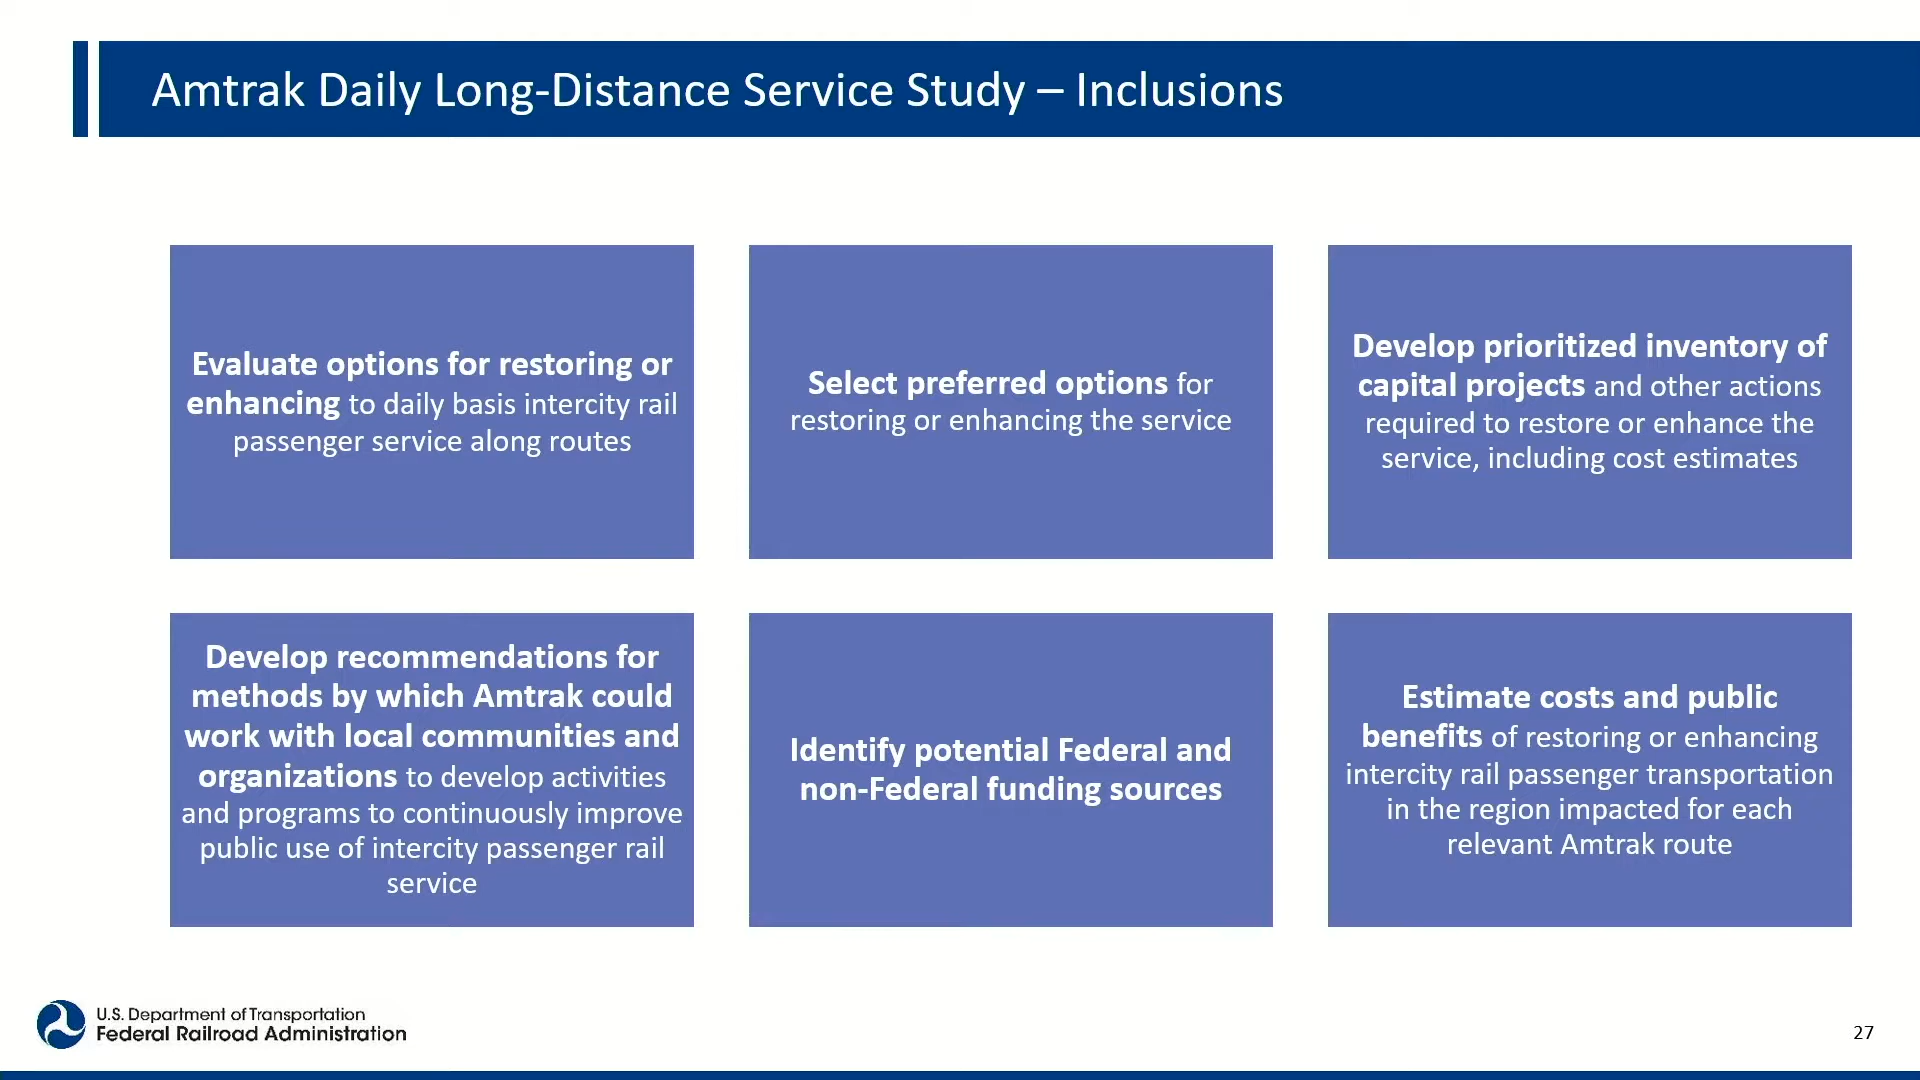 Amtrak Daily Long-Distance Service Study – Inclusions
Evaluate options for restoring or
enhancing to daily basis intercity rail
passenger service along routes
Select preferred options for
restoring or enhancing the service
Develop prioritized inventory of
capital projects and other actions
required to restore or enhance the
service, including cost estimates
Develop recommendations for
methods by which Amtrak could
work with local communities and
organizations to develop activities
and programs to continuously improve
public use of intercity passenger rail
service
Identify potential Federal and
non-Federal funding sources
Estimate costs and public
benefits of restoring or enhancing
intercity rail passenger transportation
in the region impacted for each
relevant Amtrak route
U.S. Department of Transportation
Federal Railroad Administration
27